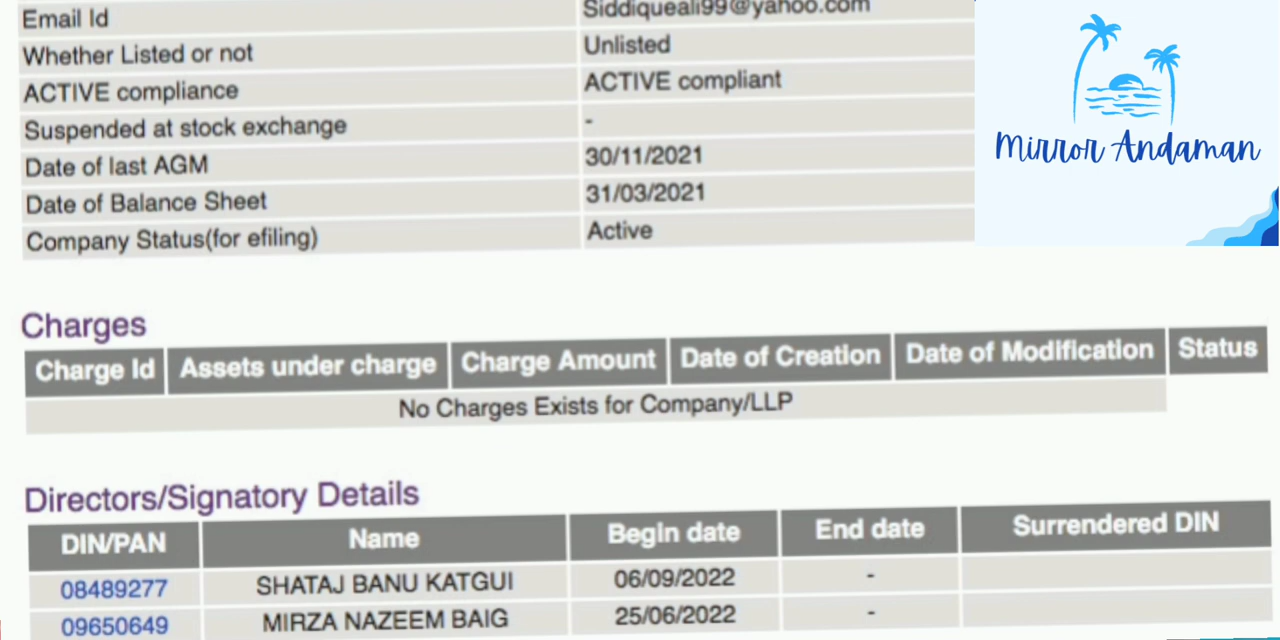 Email Id Siddiqueali99@yahoo.com
Whether Listed or not Unlisted
ACTIVE compliance ACTIVE compliant
Suspended at stock exchange -
Date of last AGM 30/11/2021
Date of Balance Sheet 31/03/2021
Company Status(for efiling) Active
Mirror Andaman
Charges
Charge Id Assets under charge Charge Amount Date of Creation Date of Modification Status
No Charges Exists for Company/LLP
Directors/Signatory Details
DIN/PAN Name Begin date End date Surrendered DIN
08489277 SHATAJ BANU KATGUI 06/09/2022 -
09650649 MIRZA NAZEEM BAIG 25/06/2022 -